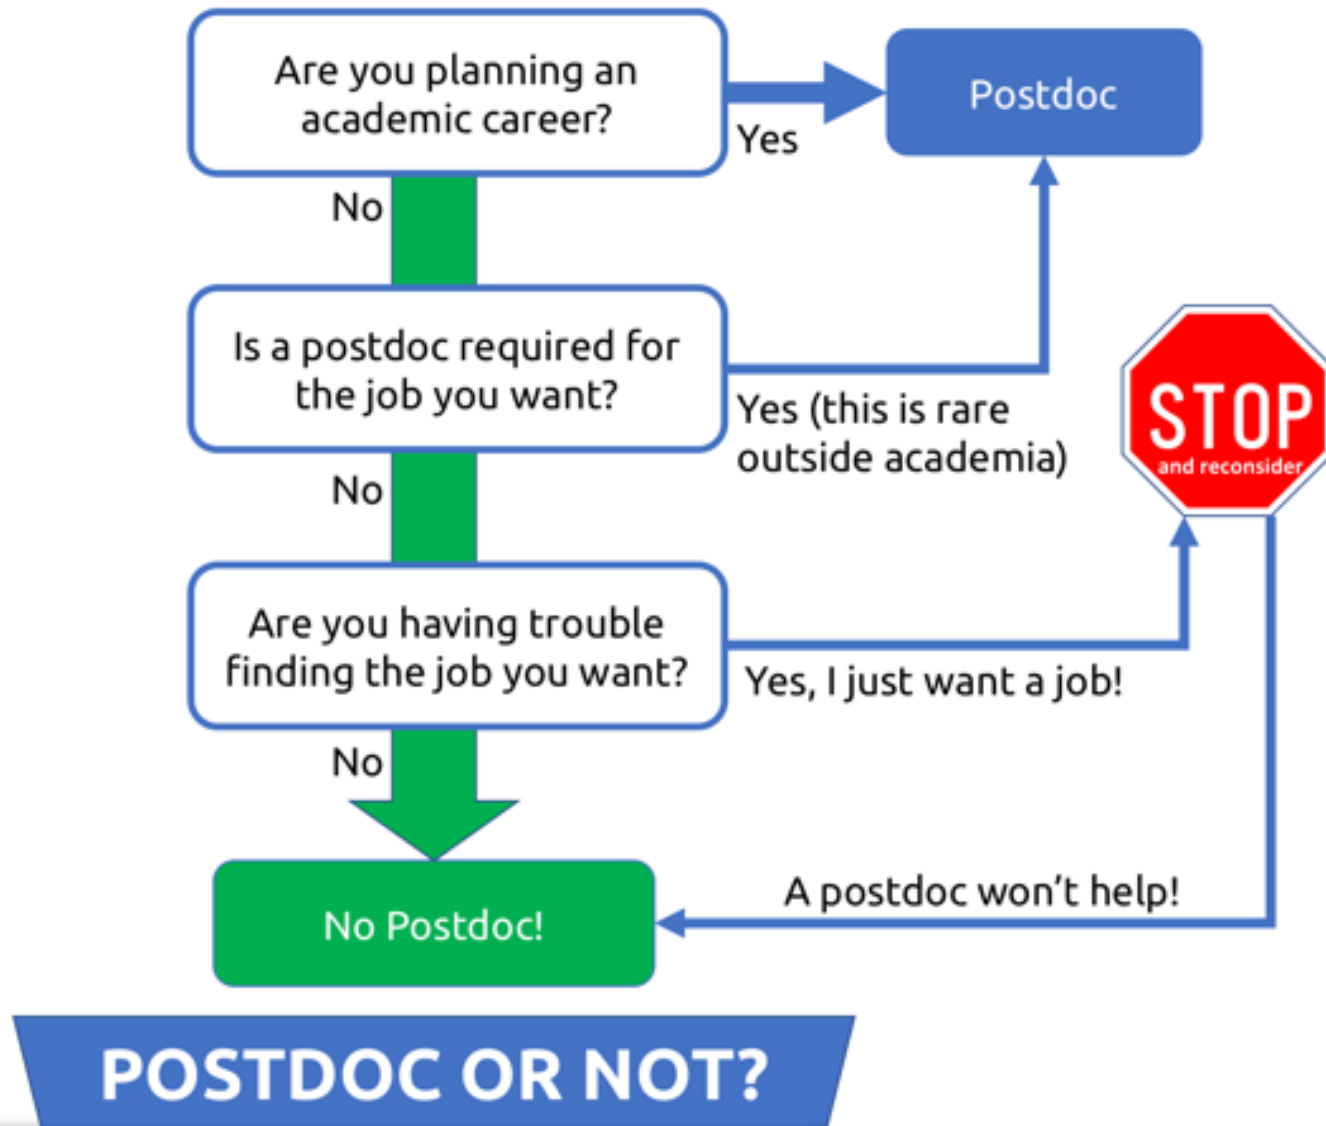 Are you planning an
academic career?
Yes
Postdoc
No
Is a postdoc required for
the job you want?
Yes (this is rare
outside academia)
STOP
and reconsider
No
Are you having trouble
finding the job you want?
Yes, I just want a job!
No
A postdoc won’t help!
No Postdoc!
POSTDOC OR NOT?